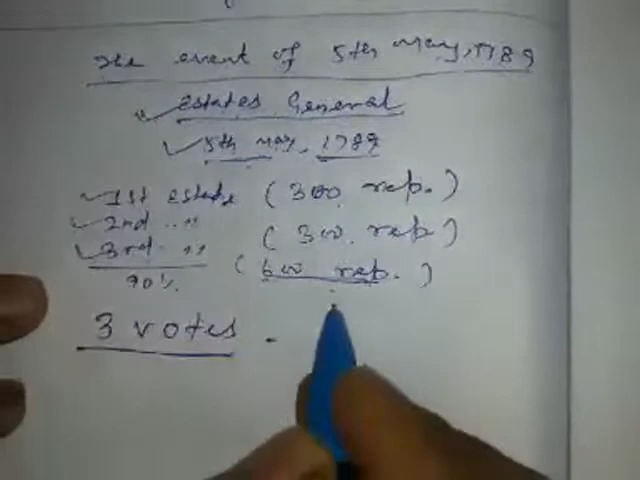 The event of 5th May, 1789
Estates General
5th May, 1789
1st estate (300 rep.)
2nd " " (300 rep.)
3rd " " (600 rep.)
90%
3 votes -